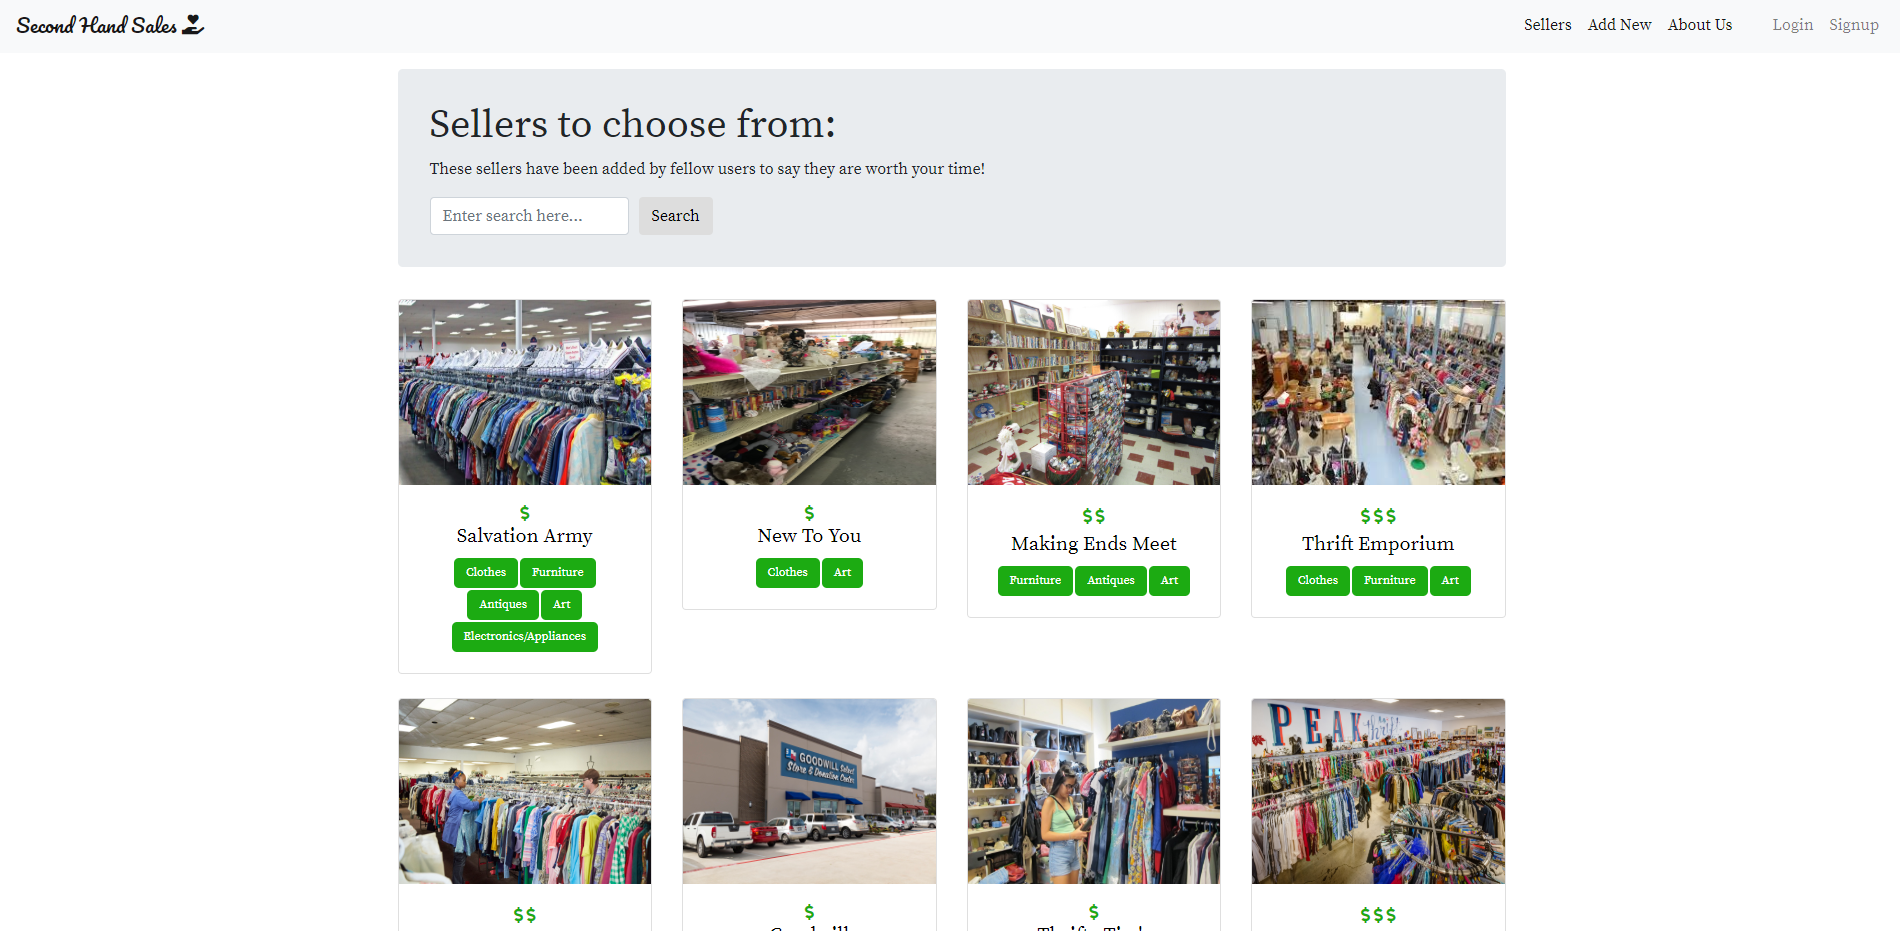 Second Hand Sales
Sellers Add New About Us Login Signup
Sellers to choose from:
These sellers have been added by fellow users to say they are worth your time!
Enter search here... Search
$
Salvation Army
Clothes Furniture
Antiques Art
Electronics/Appliances
$
New To You
Clothes Art
$$
Making Ends Meet
Furniture Antiques Art
$$$
Thrift Emporium
Clothes Furniture Art
GOODWILL Select
Store & Donation Center
PEAK
thrift
$$
$
$
$$$